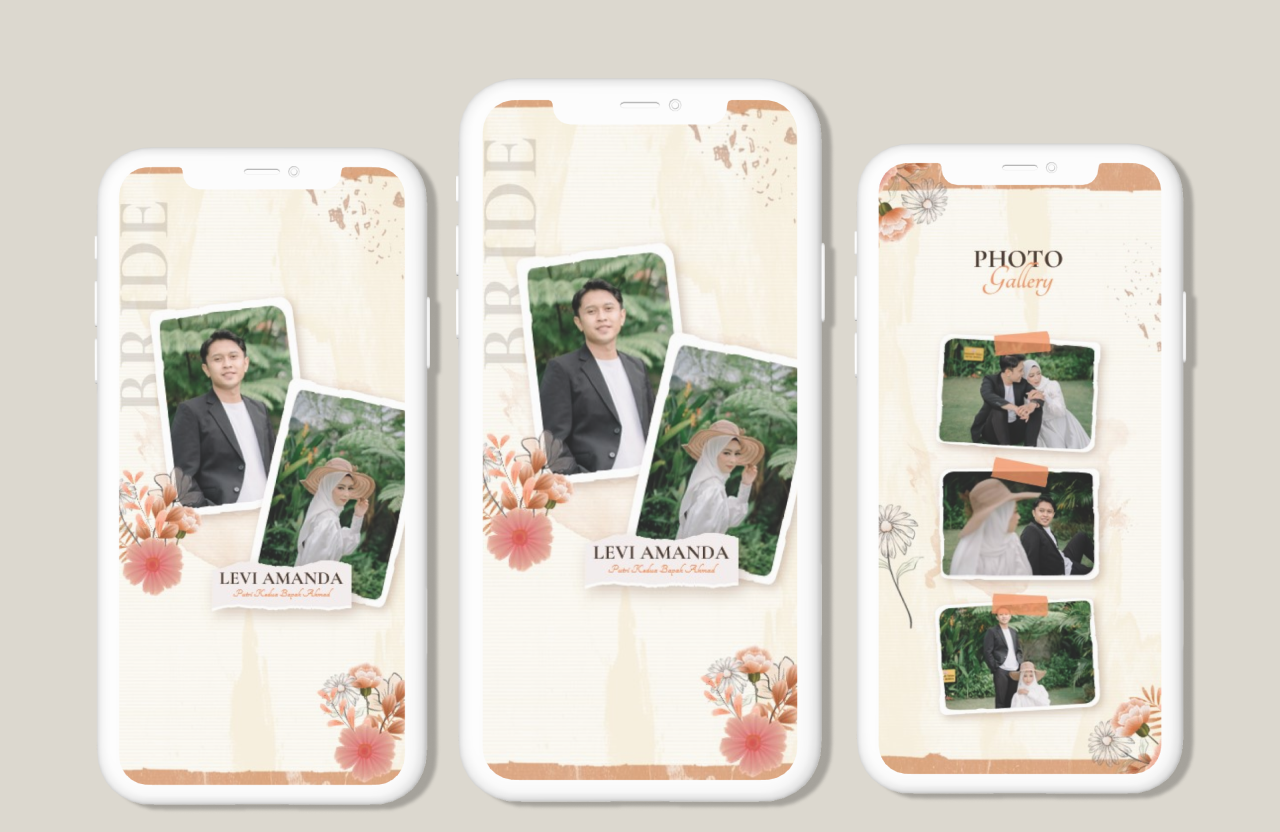 BRIDE
LEVI AMANDA
Putri Kedua Bapak Ahmad
BRIDE
LEVI AMANDA
Putri Kedua Bapak Ahmad
PHOTO
Gallery